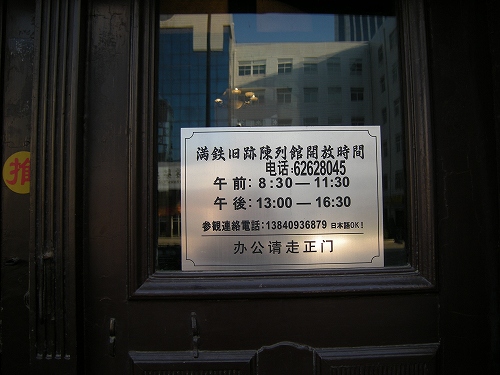 推
満鉄旧跡陳列館開放時間
电话:62628045
午前：8:30—11:30
午後：13:00—16:30
参観連絡電話：13840936879 日本語OK！
办公请走正门